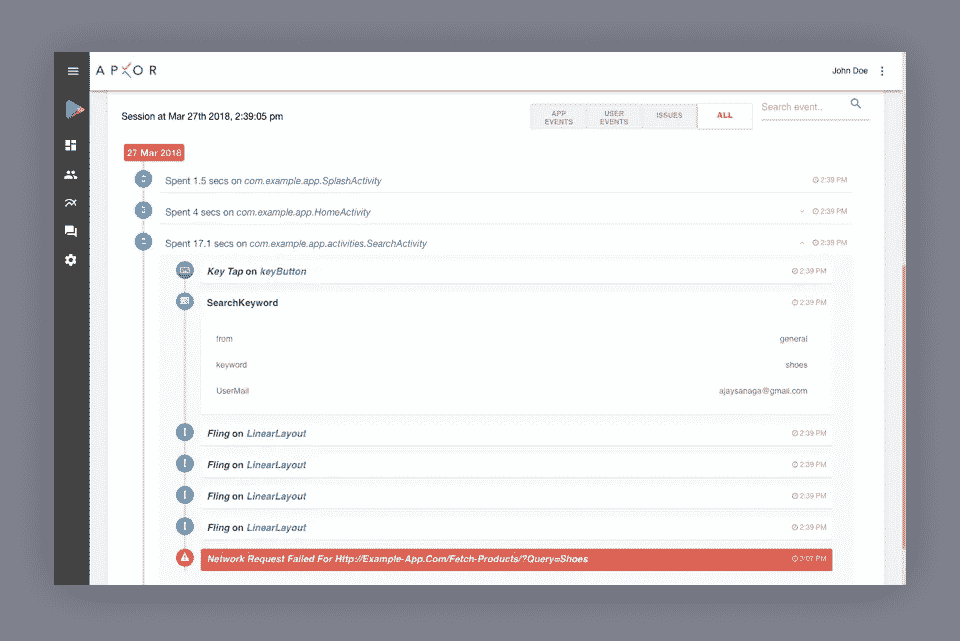 APXOR
John Doe
Session at Mar 27th 2018, 2:39:05 pm
APP EVENTS
USER EVENTS
ISSUES
ALL
Search event..
27 Mar 2018
Spent 1.5 secs on com.example.app.SplashActivity 2:39 PM
Spent 4 secs on com.example.app.HomeActivity 2:39 PM
Spent 17.1 secs on com.example.app.activities.SearchActivity 2:39 PM
Key Tap on keyButton 2:39 PM
SearchKeyword 2:39 PM
from general
keyword shoes
UserMail ajaysanaga@gmail.com
Fling on LinearLayout 2:39 PM
Fling on LinearLayout 2:39 PM
Fling on LinearLayout 2:39 PM
Fling on LinearLayout 2:39 PM
Network Request Failed For Http://Example-App.Com/Fetch-Products/?Query=Shoes